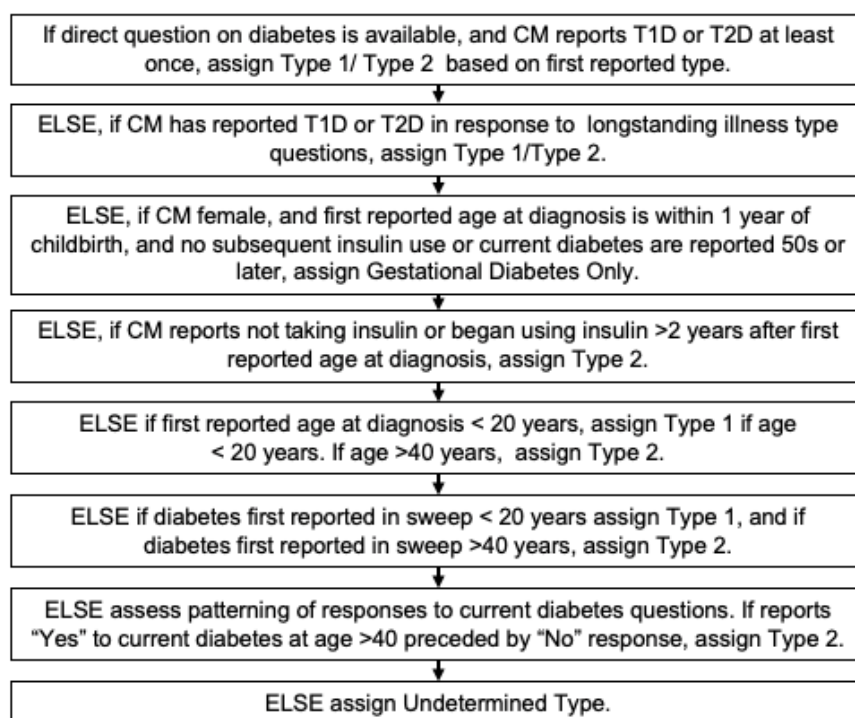 If direct question on diabetes is available, and CM reports T1D or T2D at least
once, assign Type 1/ Type 2 based on first reported type.
ELSE, if CM has reported T1D or T2D in response to longstanding illness type
questions, assign Type 1/Type 2.
ELSE, if CM female, and first reported age at diagnosis is within 1 year of
childbirth, and no subsequent insulin use or current diabetes are reported 50s or
later, assign Gestational Diabetes Only.
ELSE, if CM reports not taking insulin or began using insulin >2 years after first
reported age at diagnosis, assign Type 2.
ELSE if first reported age at diagnosis < 20 years, assign Type 1 if age
< 20 years. If age >40 years, assign Type 2.
ELSE if diabetes first reported in sweep < 20 years assign Type 1, and if
diabetes first reported in sweep >40 years, assign Type 2.
ELSE assess patterning of responses to current diabetes questions. If reports
“Yes” to current diabetes at age >40 preceded by “No” response, assign Type 2.
ELSE assign Undetermined Type.